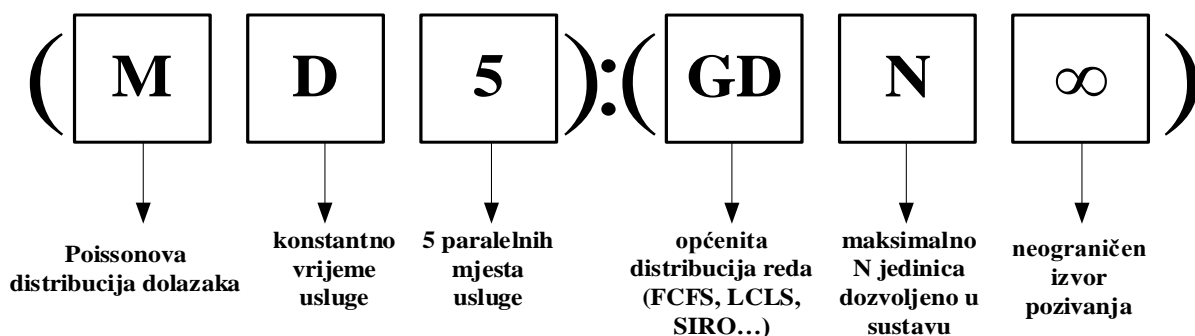 ( M D 5 ):( GD N ∞ )
Poissonova
distribucija dolazaka
konstantno
vrijeme
usluge
5 paralelnih
mjesta
usluge
općenita
distribucija reda
(FCFS, LCLS,
SIRO…)
maksimalno
N jedinica
dozvoljeno u
sustavu
neograničen
izvor
pozivanja